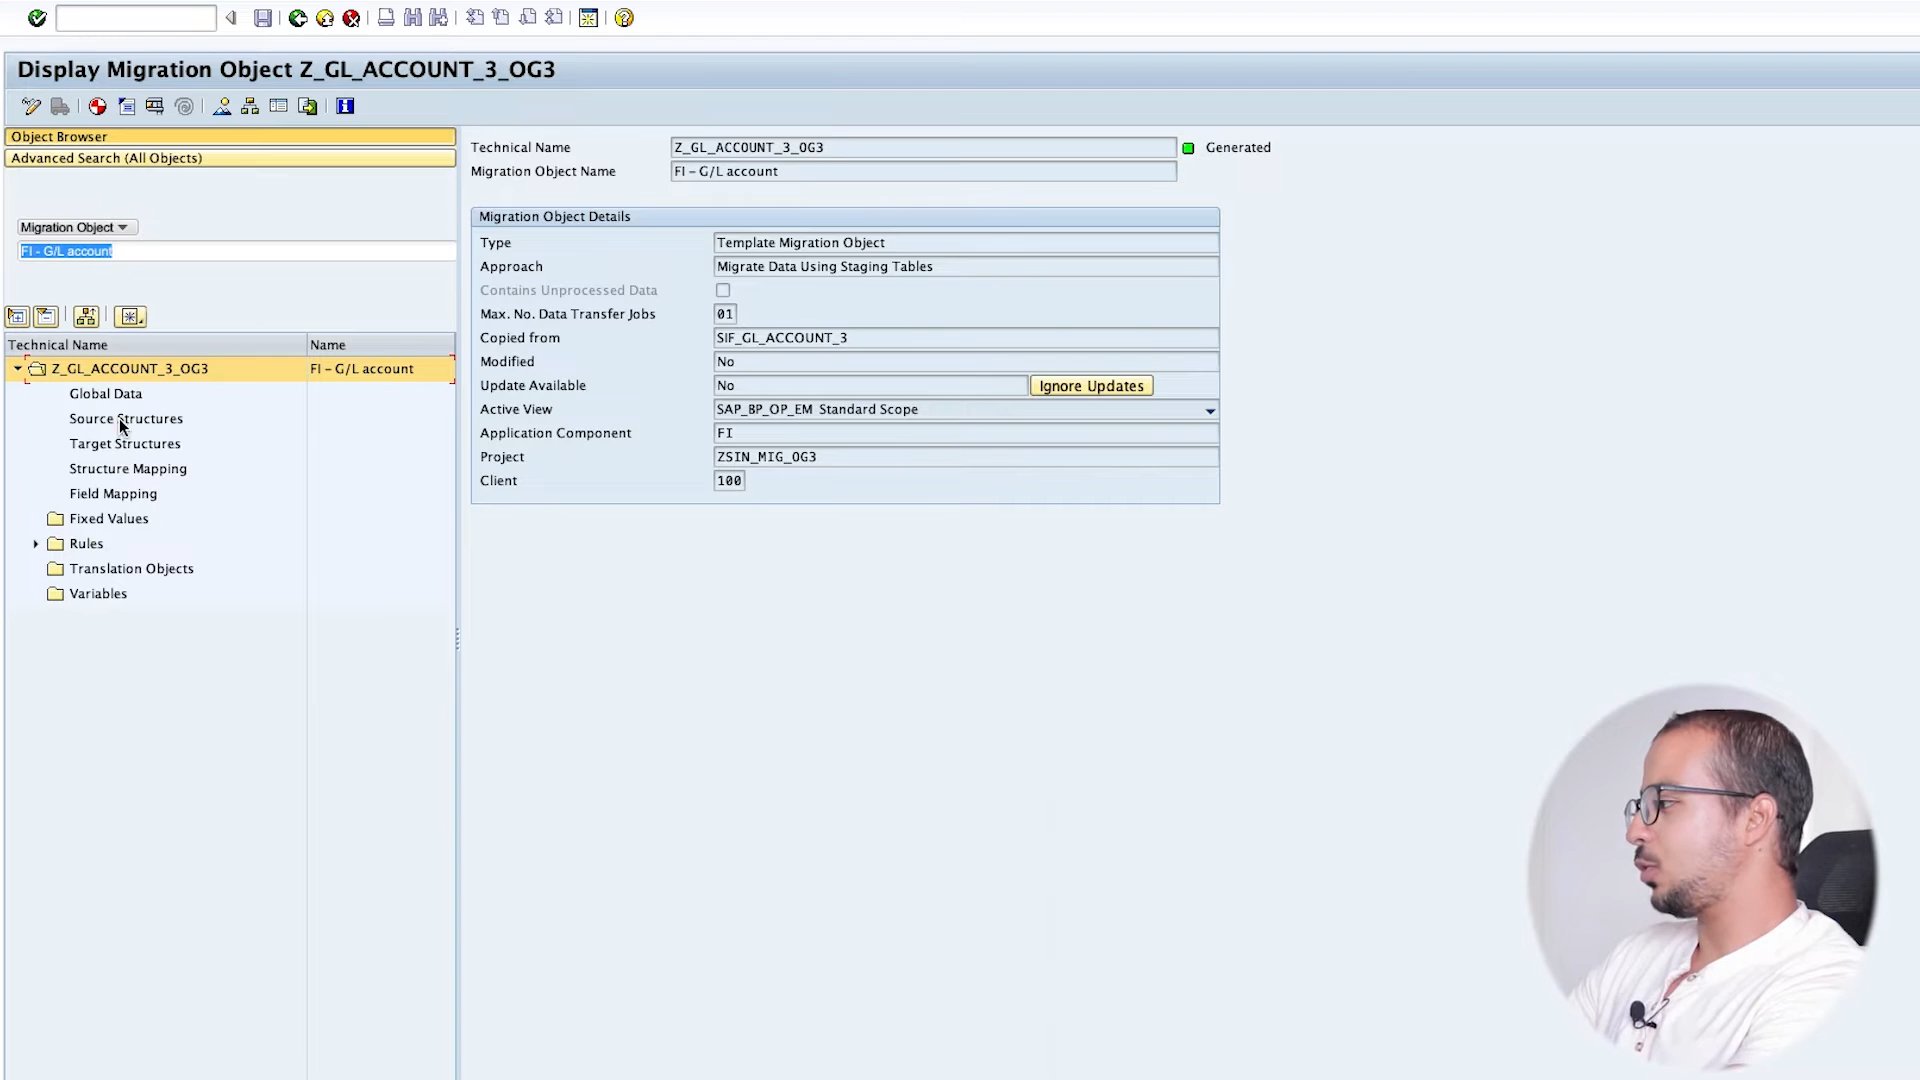 Display Migration Object Z_GL_ACCOUNT_3_OG3
Object Browser
Advanced Search (All Objects)
Migration Object
FI - G/L account
Technical Name Name
Z_GL_ACCOUNT_3_OG3 FI - G/L account
Global Data
Source Structures
Target Structures
Structure Mapping
Field Mapping
Fixed Values
Rules
Translation Objects
Variables
Technical Name Z_GL_ACCOUNT_3_OG3 Generated
Migration Object Name FI - G/L account
Migration Object Details
Type Template Migration Object
Approach Migrate Data Using Staging Tables
Contains Unprocessed Data
Max. No. Data Transfer Jobs 01
Copied from SIF_GL_ACCOUNT_3
Modified No
Update Available No Ignore Updates
Active View SAP_BP_OP_EM Standard Scope
Application Component FI
Project ZSIN_MIG_OG3
Client 100